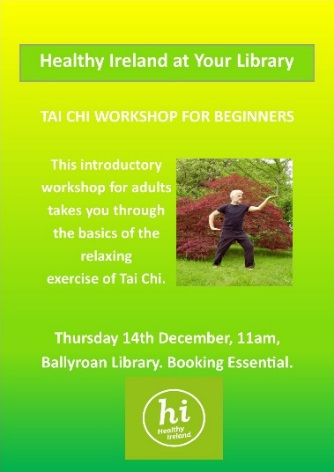 Healthy Ireland at Your Library
TAI CHI WORKSHOP FOR BEGINNERS
This introductory
workshop for adults
takes you through
the basics of the
relaxing
exercise of Tai Chi.
Thursday 14th December, 11am,
Ballyroan Library. Booking Essential.
hi
Healthy
Ireland